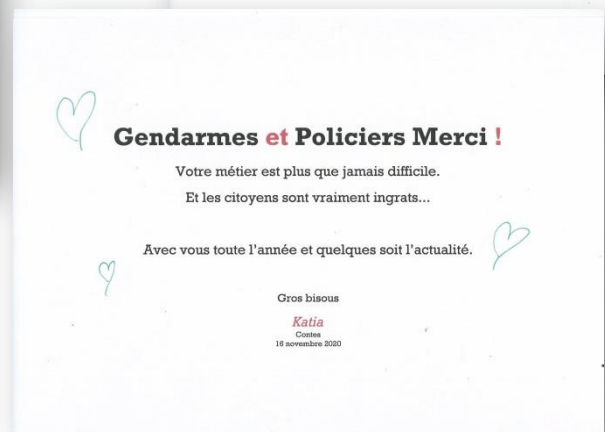 Gendarmes et Policiers Merci !
Votre métier est plus que jamais difficile.
Et les citoyens sont vraiment ingrats...
Avec vous toute l'année et quelques soit l'actualité.
Gros bisous
Katia
Contes
16 novembre 2020